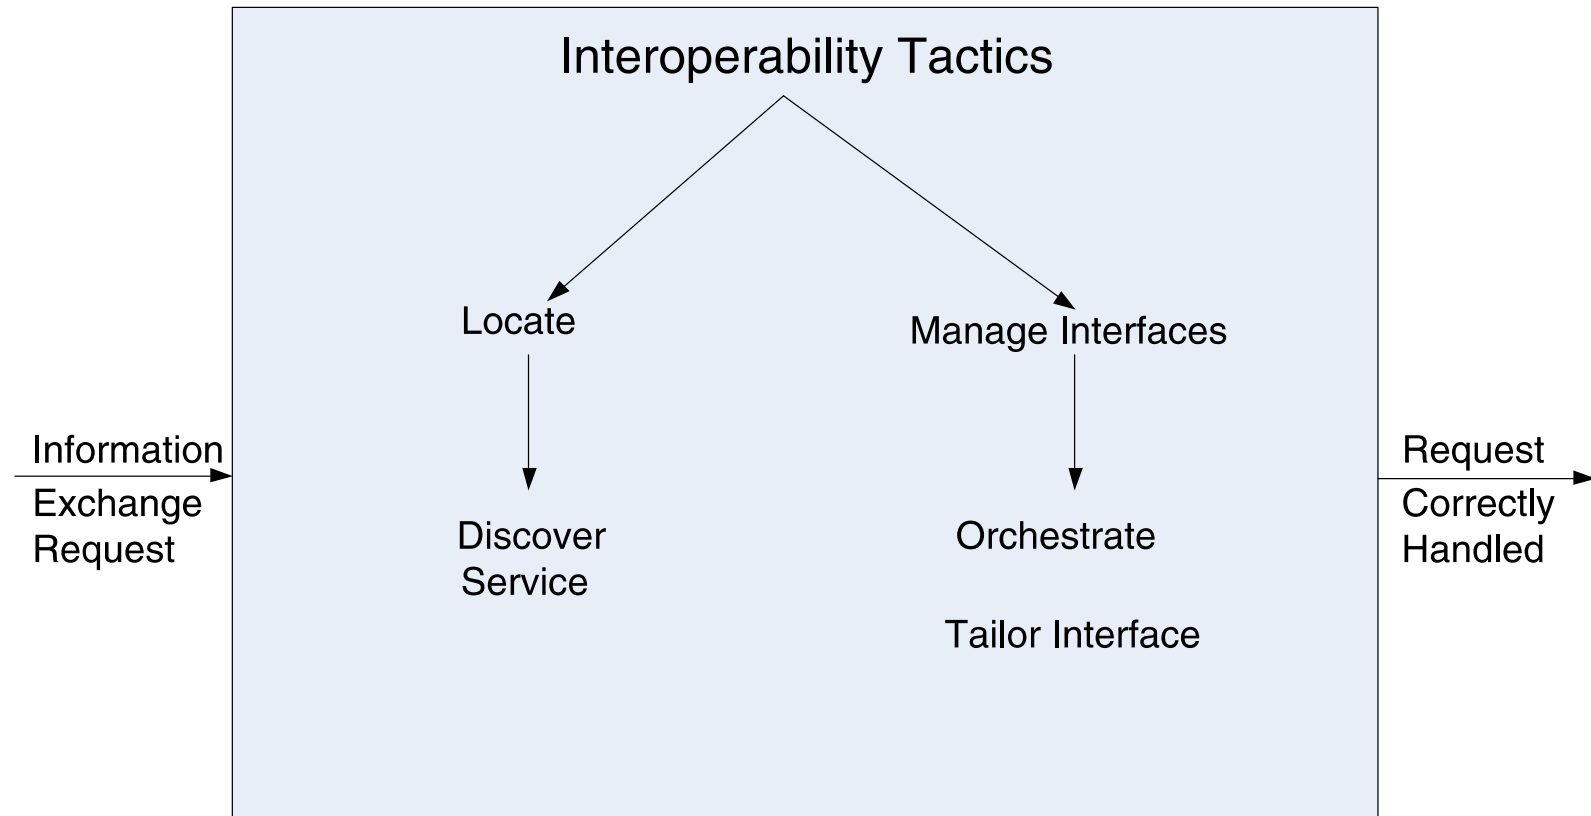 Interoperability Tactics
Locate
Manage Interfaces
Information
Exchange
Request
Discover
Service
Orchestrate
Tailor Interface
Request
Correctly
Handled